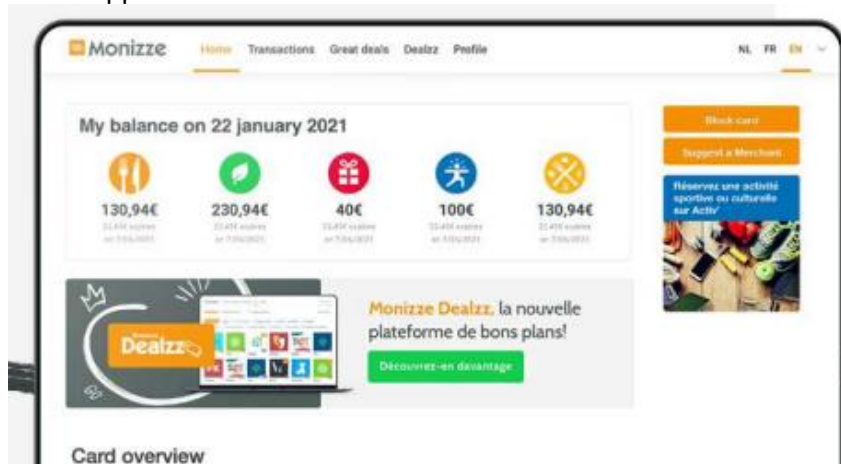 Monizze
Home Transactions Great deals Dealzz Profile
NL FR EN
My balance on 22 january 2021
130,94€ 230,94€ 40€ 100€ 130,94€
Block card
Suggest a Merchant
Réservez une activité
sportive ou culturelle
sur Activ'
Dealzz
Monizze Dealzz, la nouvelle
plateforme de bons plans!
Découvrez-en davantage
Card overview